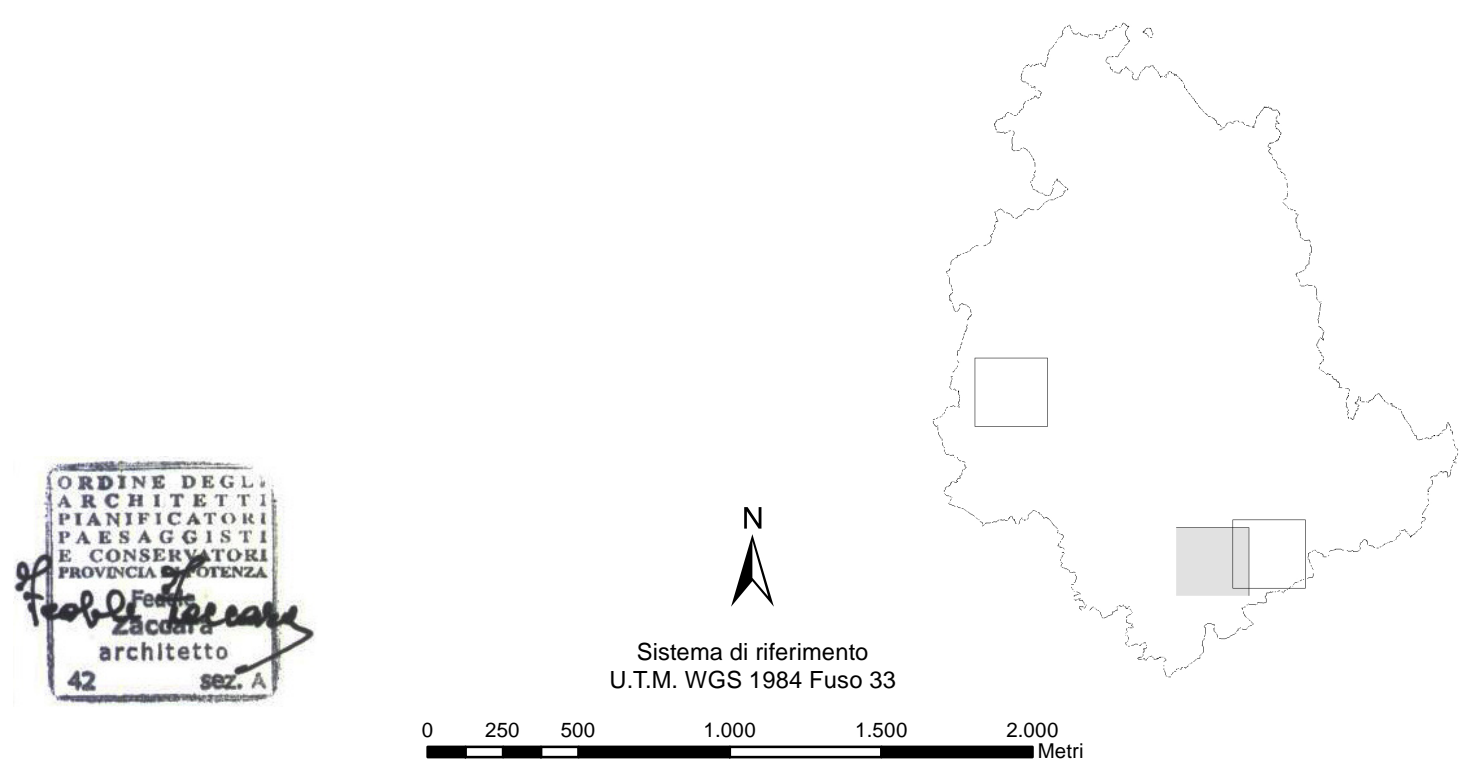 ORDINE DEGLI
ARCHITETTI
PIANIFICATORI
PAESAGGISTI
E CONSERVATORI
PROVINCIA DI POTENZA
Zaccara
architetto
42 sez. A
N
Sistema di riferimento
U.T.M. WGS 1984 Fuso 33
0 250 500 1.000 1.500 2.000
Metri